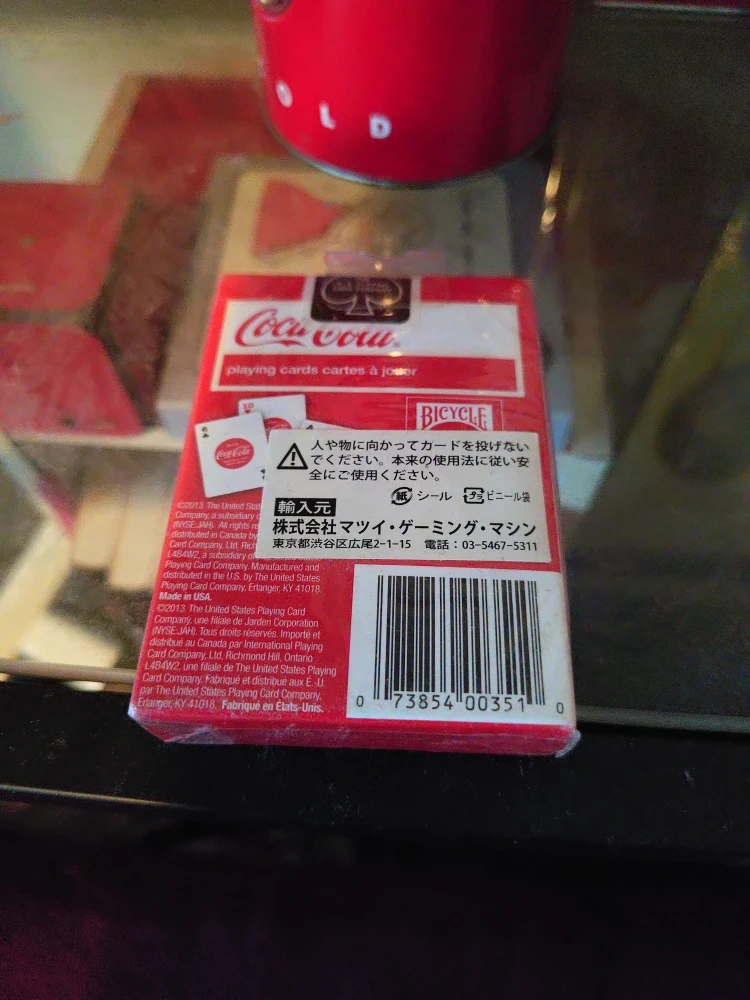 OLD
Coca-Cola
playing cards cartes à jouer
BICYCLE
10
人や物に向かってカードを投げない
でください。本来の使用法に従い安
全にご使用ください。
紙 シール プラ ビニール袋
輸入元
株式会社マツイ・ゲーミング・マシン
東京都渋谷区広尾2-1-15 電話：03-5467-5311
©2013. The United
Company, a subsidiary
(NYSE:JAH). All rights
distributed in Canada
Card Company, Ltd,
L4B4W2, a subsidiary
Playing Card Company. Manufactured and
distributed in the U.S. by The United States
Playing Card Company, Erlanger, KY 41018.
Made in USA.
©2013. The United States Playing Card
Company, une filiale de Jarden Corporation
(NYSE:JAH). Tous droits réservés. Importé et
distribué au Canada par International Playing
Card Company, Ltd, Richmond Hill, Ontario
L4B4W2, une filiale de The United States Playing
Card Company. Fabriqué et distribué aux É.-U.
par The United States Playing Card Company,
Erlanger, KY 41018. Fabriqué en États-Unis.
0 73854 00351 0